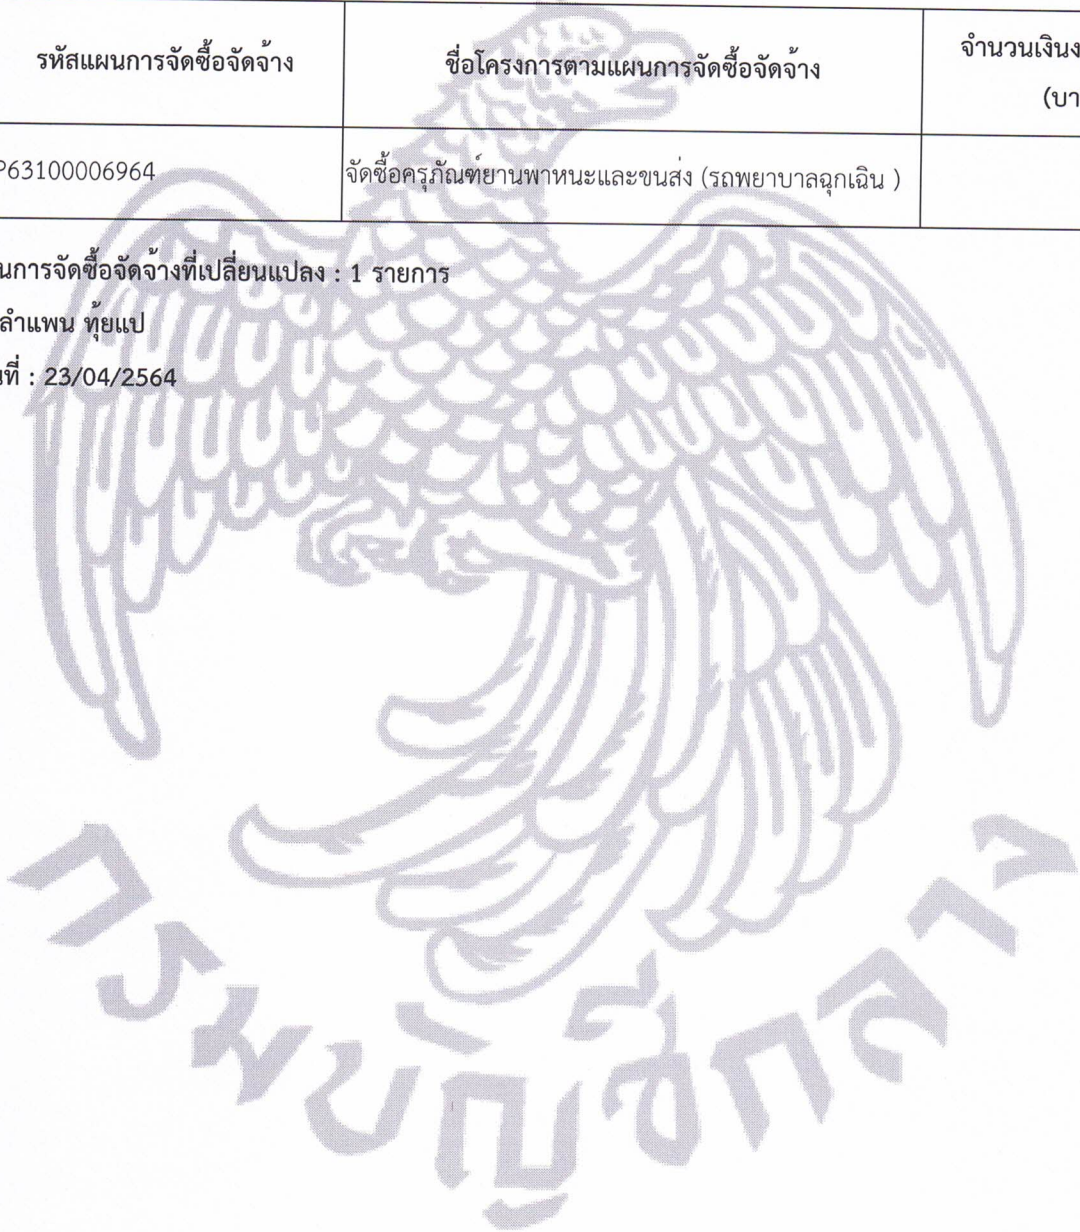 รหัสแผนการจัดซื้อจัดจ้าง ชื่อโครงการตามแผนการจัดซื้อจัดจ้าง จำนวนเงินง
(บา
P63100006964 จัดซื้อครุภัณฑ์ยานพาหนะและขนส่ง (รถพยาบาลฉุกเฉิน )
นการจัดซื้อจัดจ้างที่เปลี่ยนแปลง : 1 รายการ
ลำแพน ทุ้ยแป
นที่ : 23/04/2564
กรมบัญชีกลาง